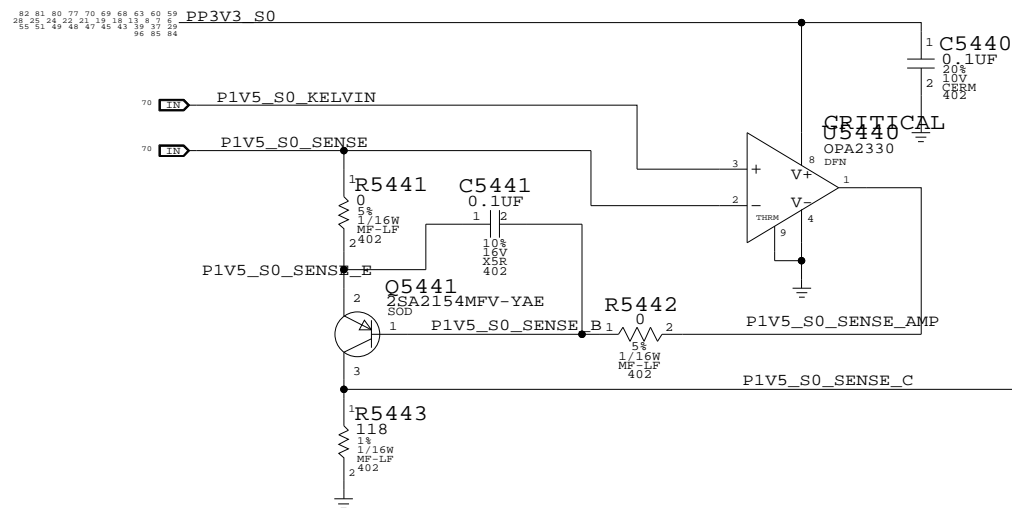 82 81 80 77 70 69 68 63 60 59
28 25 24 22 21 19 18 13 8 7 6
55 51 49 48 47 45 43 39 37 29
96 85 84
PP3V3_S0
1
C5440
0.1UF
20%
10V
2
CERM
402
70 IN P1V5_S0_KELVIN
CRITICAL
U5440
OPA2330
DFN
70 IN P1V5_S0_SENSE
3
+
8
V+
1
2
-
V-
THRM
4
9
1
R5441
0
5%
1/16W
MF-LF
2
402
C5441
0.1UF
1 2
10%
16V
X5R
402
P1V5_S0_SENSE_E
Q5441
2SA2154MFV-YAE
SOD
2
1
3
P1V5_S0_SENSE_B
R5442
0
1 2
5%
1/16W
MF-LF
402
P1V5_S0_SENSE_AMP
P1V5_S0_SENSE_C
1
R5443
118
1%
1/16W
MF-LF
2
402